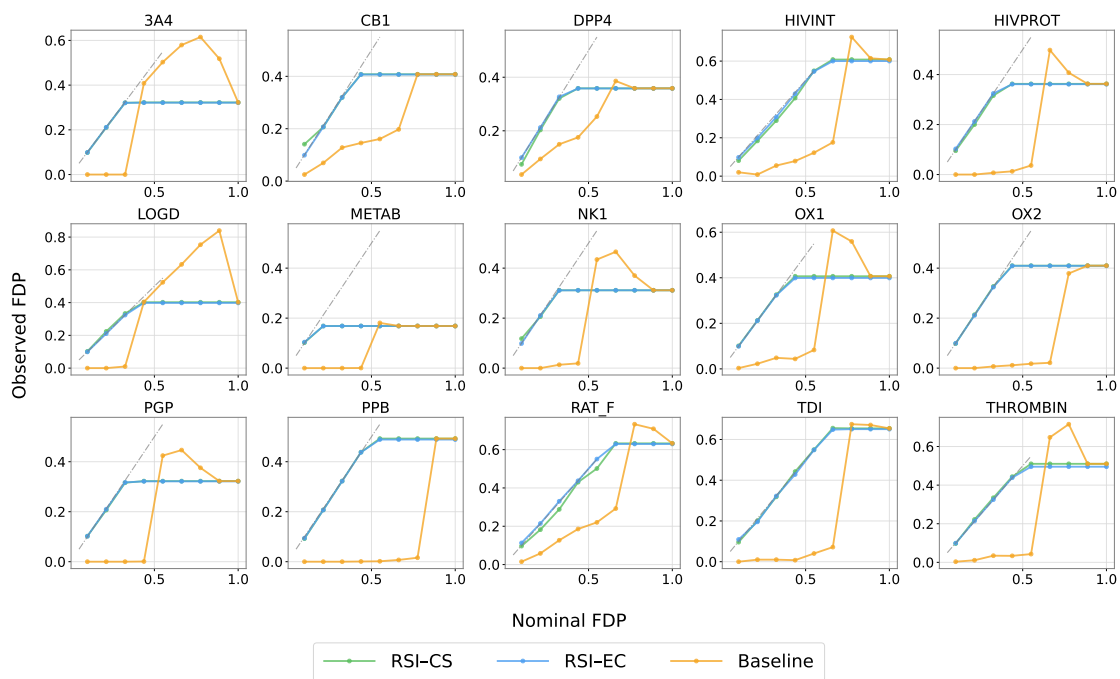 3A4 CB1 DPP4 HIVINT HIVPROT
0.6 0.4 0.2 0.0 0.5 1.0
0.4 0.2 0.0 0.5 1.0
0.4 0.2 0.5 1.0
0.6 0.4 0.2 0.0 0.5 1.0
0.4 0.2 0.0 0.5 1.0
LOGD METAB NK1 OX1 OX2
0.8 0.6 0.4 0.2 0.0 0.5 1.0
0.4 0.2 0.0 0.5 1.0
0.4 0.2 0.0 0.5 1.0
0.6 0.4 0.2 0.0 0.5 1.0
0.4 0.2 0.0 0.5 1.0
PGP PPB RAT_F TDI THROMBIN
0.4 0.2 0.0 0.5 1.0
0.4 0.2 0.0 0.5 1.0
0.6 0.4 0.2 0.0 0.5 1.0
0.6 0.4 0.2 0.0 0.5 1.0
0.6 0.4 0.2 0.0 0.5 1.0
Observed FDP
Nominal FDP
RSI–CS RSI–EC Baseline